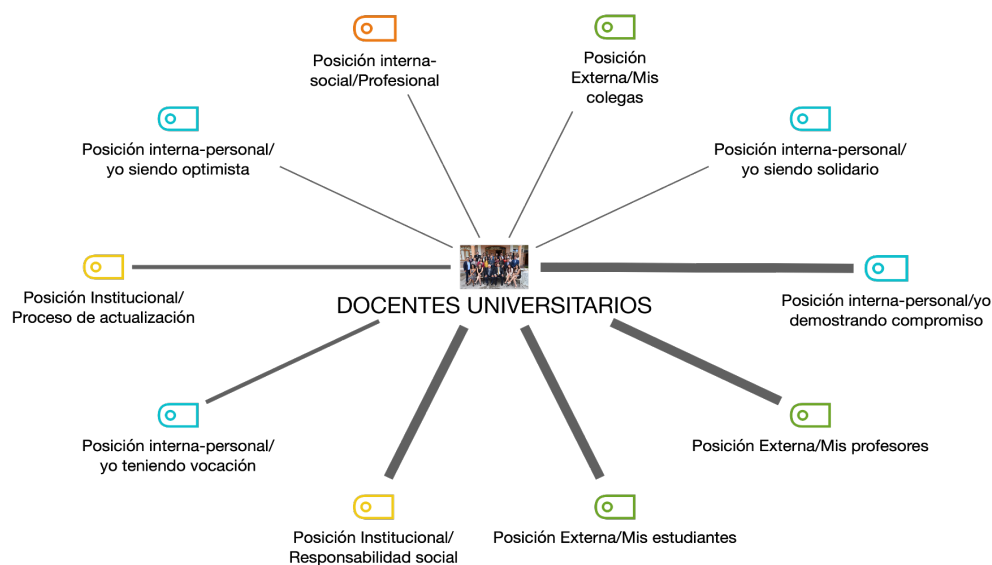 Posición interna-
social/Profesional
Posición
Externa/Mis
colegas
Posición interna-personal/
yo siendo optimista
Posición interna-personal/
yo siendo solidario
Posición Institucional/
Proceso de actualización
DOCENTES UNIVERSITARIOS
Posición interna-personal/yo
demostrando compromiso
Posición interna-personal/
yo teniendo vocación
Posición Externa/Mis profesores
Posición Institucional/
Responsabilidad social
Posición Externa/Mis estudiantes